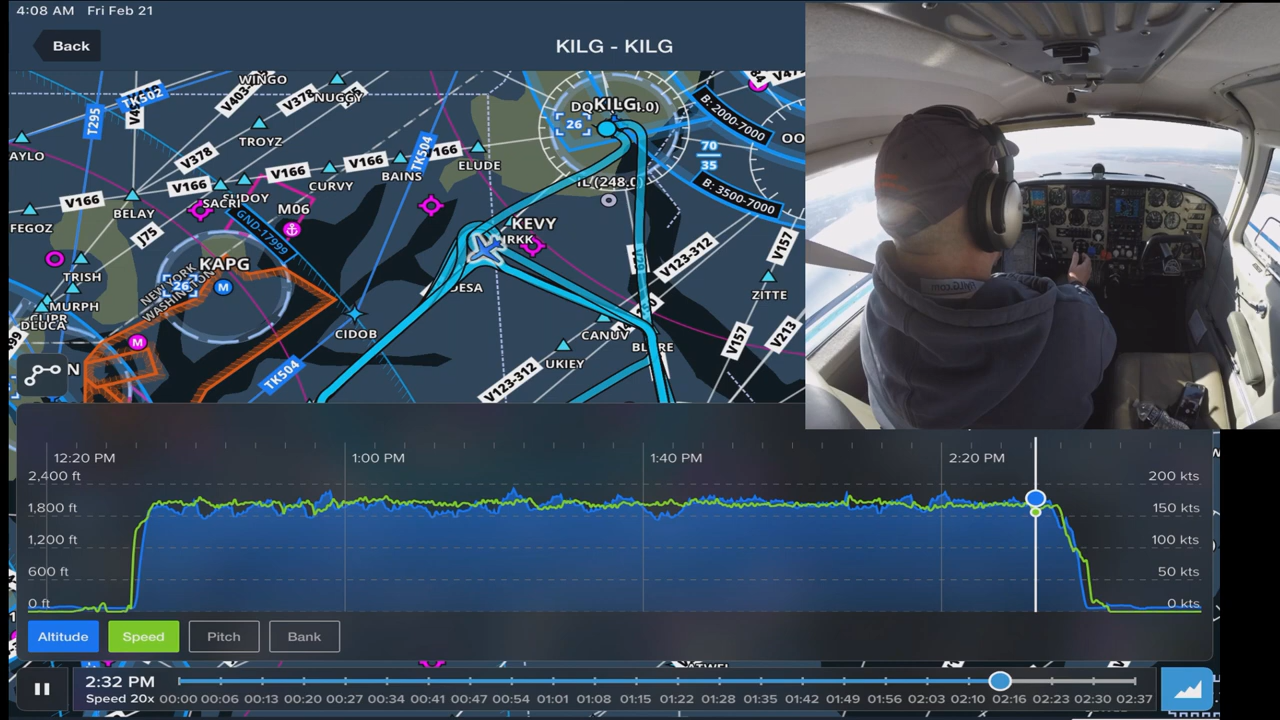 4:08 AM Fri Feb 21
Back
KILG - KILG
WINGO
TK502
V403-
V378
NUGGY
T295
TROYZ
AYLO
V378
TK504
V166
V166
V166
V166
ELUDE
BAINS
CURVY
BELAY
FEGOZ
M06
J75
GND-17999
KAPG
NEW YORK
WASHINGTON
26
M
TRISH
MURPH
CLIPR
DLUCA
M
N
CIDOB
TK504
KILG
26
B: 2000-7000
70
35
B: 3500-7000
KEVY
V123-312
V157
ZITTE
V213
V157
CANUV
UKIEY
V123-312
12:20 PM
1:00 PM
1:40 PM
2:20 PM
2,400 ft
200 kts
1,800 ft
150 kts
1,200 ft
100 kts
600 ft
50 kts
0 ft
0 kts
Altitude
Speed
Pitch
Bank
2:32 PM
Speed 20x
00:00 00:06 00:13 00:20 00:27 00:34 00:41 00:47 00:54 01:01 01:08 01:15 01:22 01:28 01:35 01:42 01:49 01:56 02:03 02:10 02:16 02:23 02:30 02:37